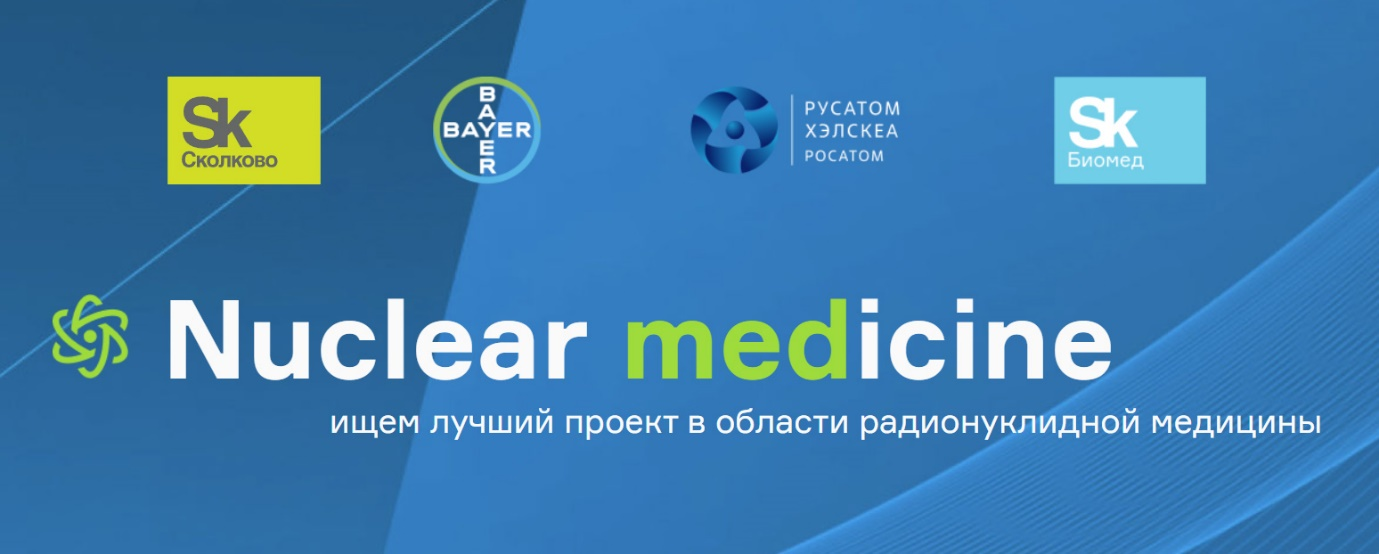 Sk
Сколково
BAYER
BAYER
РУСАТОМ
ХЭЛСКЕА
РОСАТОМ
Sk
Биомед
Nuclear medicine
ищем лучший проект в области радионуклидной медицины